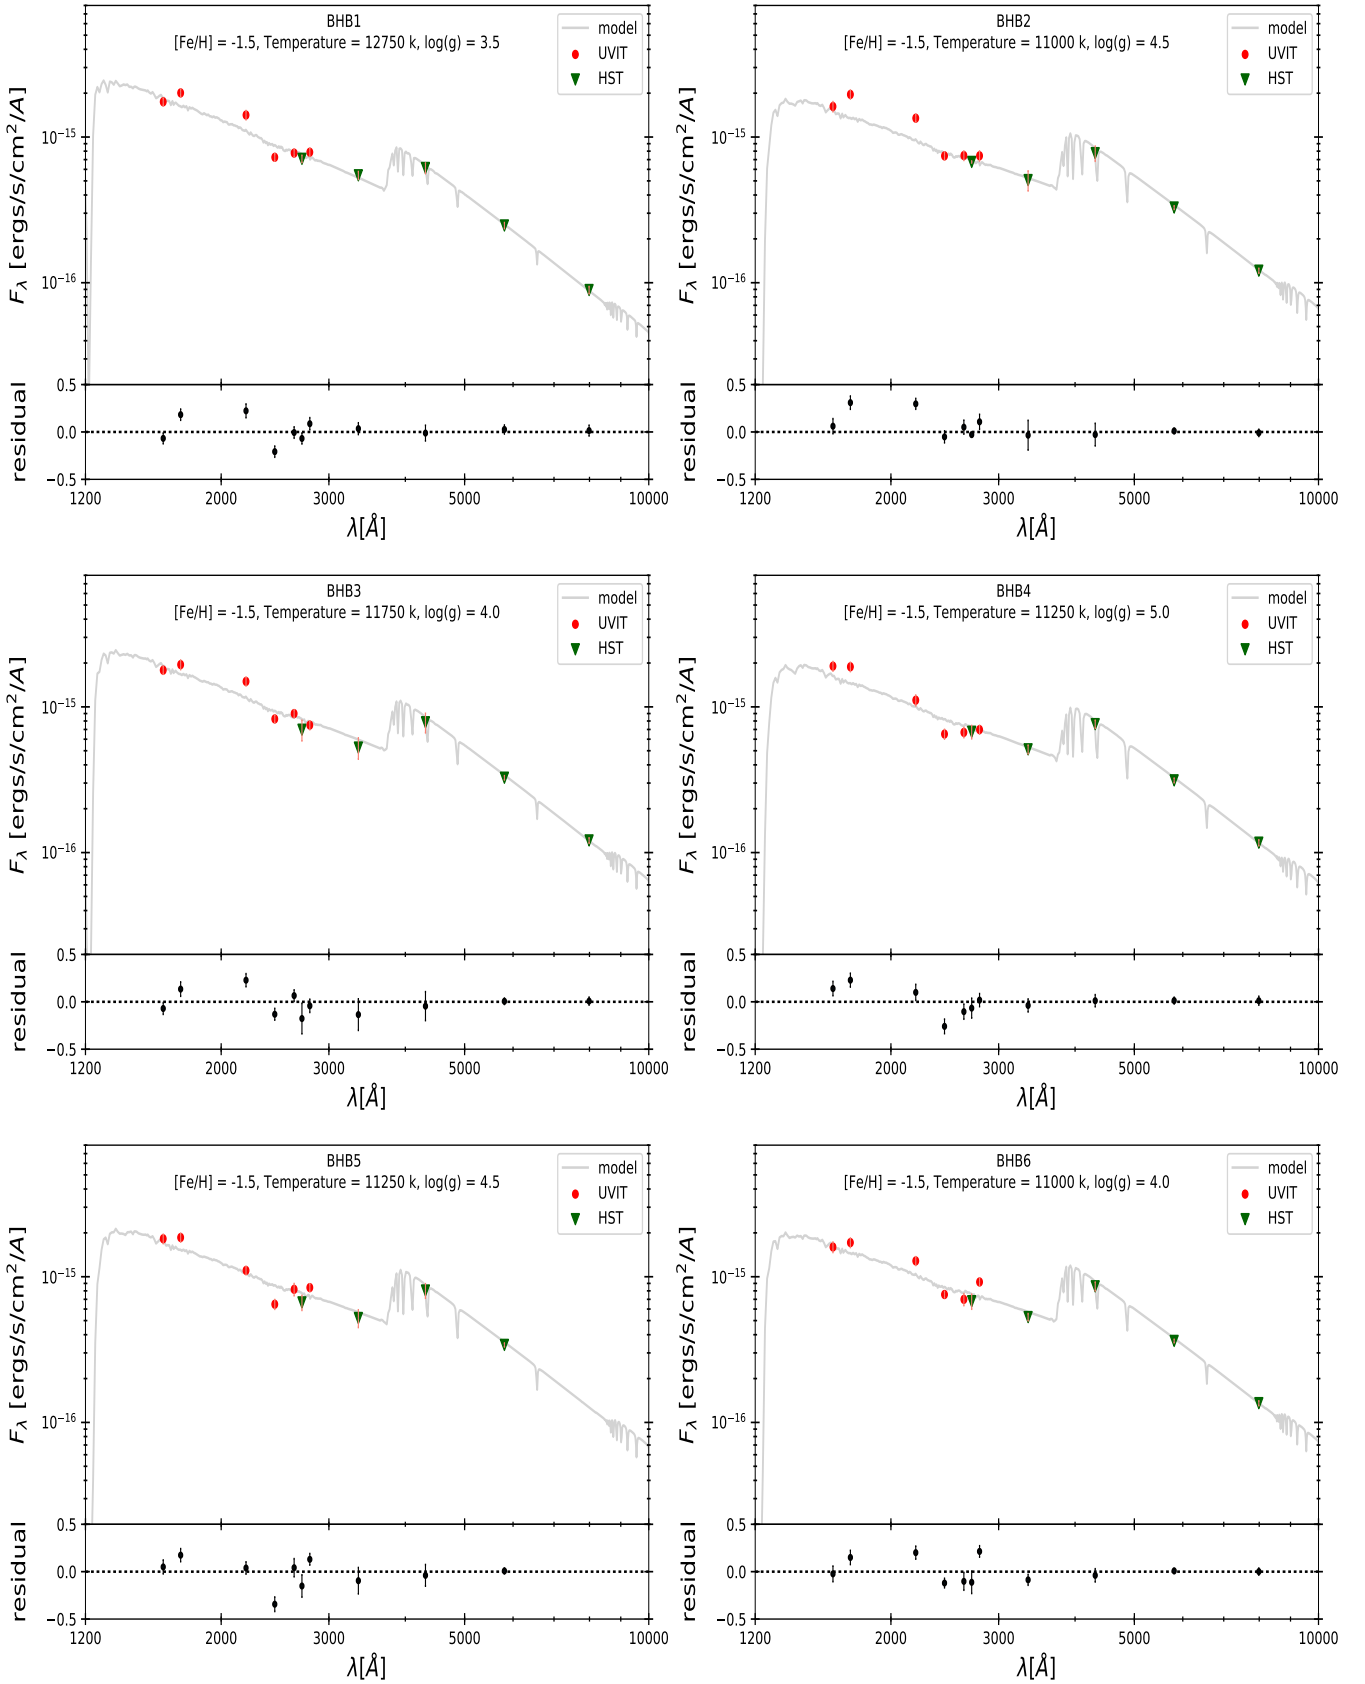 BHB1
[Fe/H] = -1.5, Temperature = 12750 k, log(g) = 3.5
model
UVIT
HST
F_λ [ergs/s/cm²/A]
10⁻¹⁵
10⁻¹⁶
residual
0.5
0.0
−0.5
1200 2000 3000 5000 10000
λ[Å]
BHB2
[Fe/H] = -1.5, Temperature = 11000 k, log(g) = 4.5
model
UVIT
HST
F_λ [ergs/s/cm²/A]
10⁻¹⁵
10⁻¹⁶
residual
0.5
0.0
−0.5
1200 2000 3000 5000 10000
λ[Å]
BHB3
[Fe/H] = -1.5, Temperature = 11750 k, log(g) = 4.0
model
UVIT
HST
F_λ [ergs/s/cm²/A]
10⁻¹⁵
10⁻¹⁶
residual
0.5
0.0
−0.5
1200 2000 3000 5000 10000
λ[Å]
BHB4
[Fe/H] = -1.5, Temperature = 11250 k, log(g) = 5.0
model
UVIT
HST
F_λ [ergs/s/cm²/A]
10⁻¹⁵
10⁻¹⁶
residual
0.5
0.0
−0.5
1200 2000 3000 5000 10000
λ[Å]
BHB5
[Fe/H] = -1.5, Temperature = 11250 k, log(g) = 4.5
model
UVIT
HST
F_λ [ergs/s/cm²/A]
10⁻¹⁵
10⁻¹⁶
residual
0.5
0.0
−0.5
1200 2000 3000 5000 10000
λ[Å]
BHB6
[Fe/H] = -1.5, Temperature = 11000 k, log(g) = 4.0
model
UVIT
HST
F_λ [ergs/s/cm²/A]
10⁻¹⁵
10⁻¹⁶
residual
0.5
0.0
−0.5
1200 2000 3000 5000 10000
λ[Å]